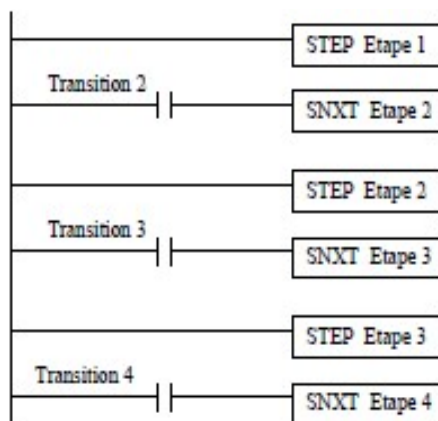 STEP Etape 1
Transition 2
SNXT Etape 2
STEP Etape 2
Transition 3
SNXT Etape 3
STEP Etape 3
Transition 4
SNXT Etape 4